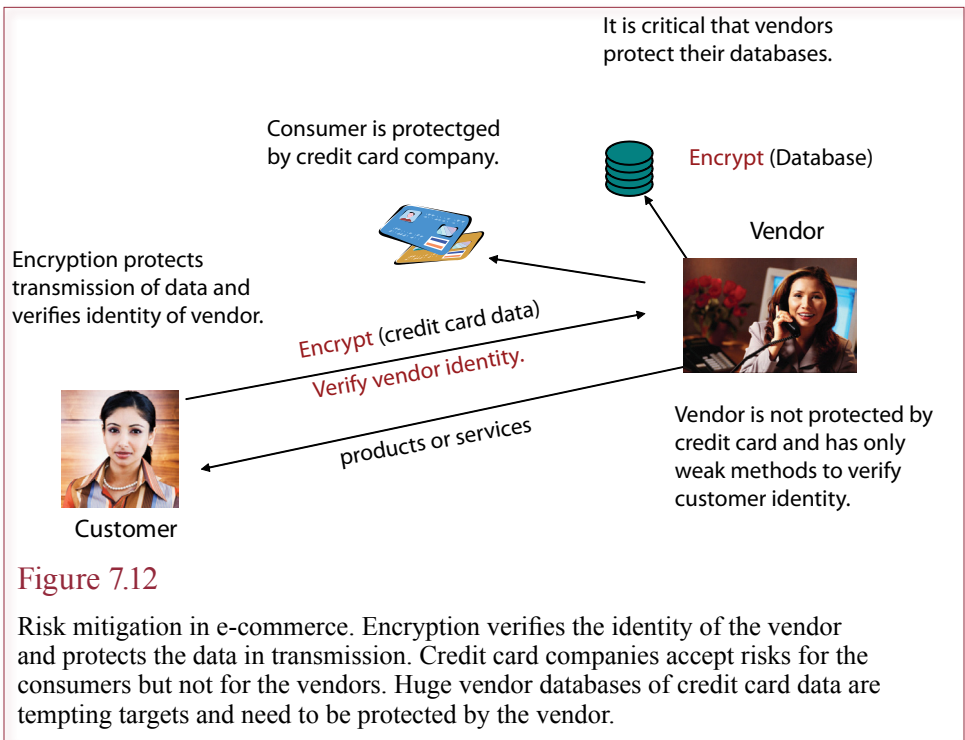 It is critical that vendors
protect their databases.
Consumer is protectged
by credit card company.
Encrypt (Database)
Vendor
Encryption protects
transmission of data and
verifies identity of vendor.
Encrypt (credit card data)
Verify vendor identity.
products or services
Vendor is not protected by
credit card and has only
weak methods to verify
customer identity.
Customer
Figure 7.12
Risk mitigation in e-commerce. Encryption verifies the identity of the vendor
and protects the data in transmission. Credit card companies accept risks for the
consumers but not for the vendors. Huge vendor databases of credit card data are
tempting targets and need to be protected by the vendor.